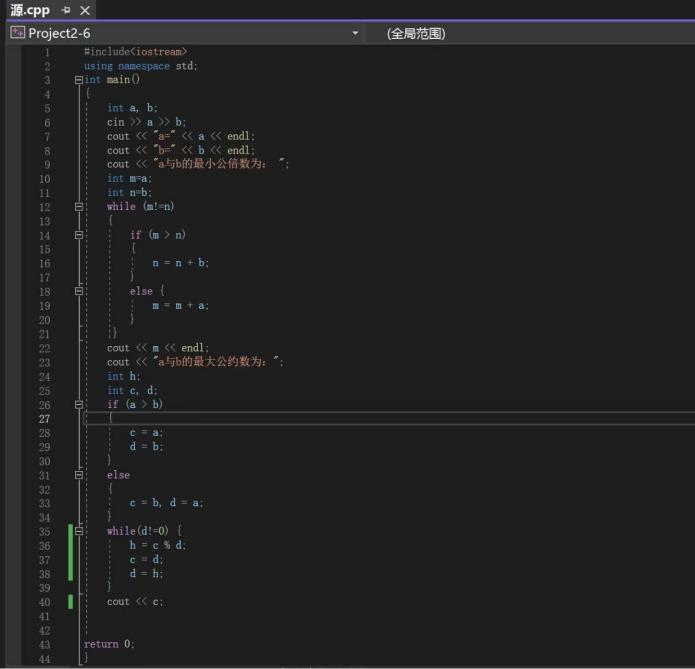 源.cpp
Project2-6 (全局范围)
1 #include<iostream>
2 using namespace std;
3 int main()
4 {
5 int a, b;
6 cin >> a >> b;
7 cout << "a=" << a << endl;
8 cout << "b=" << b << endl;
9 cout << "a与b的最小公倍数为： ";
10 int m=a;
11 int n=b;
12 while (m!=n)
13 {
14 if (m > n)
15 {
16 n = n + b;
17 }
18 else {
19 m = m + a;
20 }
21 }
22 cout << m << endl;
23 cout << "a与b的最大公约数为：";
24 int h;
25 int c, d;
26 if (a > b)
27 {
28 c = a;
29 d = b;
30 }
31 else
32 {
33 c = b, d = a;
34 }
35 while(d!=0) {
36 h = c % d;
37 c = d;
38 d = h;
39 }
40 cout << c;
41
42
43 return 0;
44 }